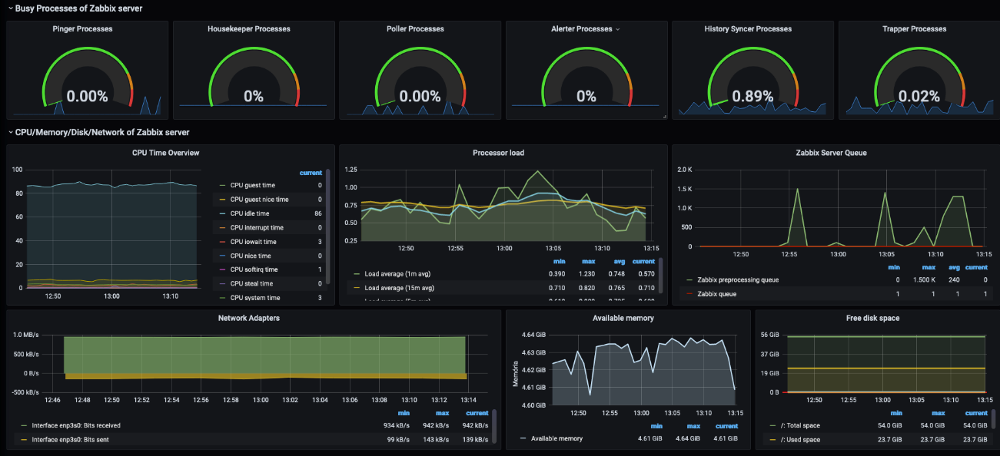 Busy Processes of Zabbix server
Pinger Processes
0.00%
Housekeeper Processes
0%
Poller Processes
0.00%
Alerter Processes
0%
History Syncer Processes
0.89%
Trapper Processes
0.02%
CPU/Memory/Disk/Network of Zabbix server
CPU Time Overview
100
80
60
40
20
0
12:50 13:00 13:10
current
CPU guest time 0
CPU guest nice time 0
CPU idle time 86
CPU interrupt time 0
CPU iowait time 3
CPU nice time 0
CPU softirq time 1
CPU steal time 0
CPU system time 3
Processor load
1.25
1.00
0.75
0.50
0.25
12:50 12:55 13:00 13:05 13:10 13:15
min max avg current
Load average (1m avg) 0.390 1.230 0.748 0.570
Load average (15m avg) 0.710 0.820 0.765 0.710
Zabbix Server Queue
2.0 K
1.5 K
1.0 K
500
0
12:50 12:55 13:00 13:05 13:10 13:15
min max avg current
Zabbix preprocessing queue 0 1.500 K 240 0
Zabbix queue 1 1 1 1
Network Adapters
1.0 MB/s
500 kB/s
0 B/s
-500 kB/s
12:46 12:48 12:50 12:52 12:54 12:56 12:58 13:00 13:02 13:04 13:06 13:08 13:10 13:12 13:14
min max current
Interface enp3s0: Bits received 934 kB/s 942 kB/s 942 kB/s
Interface enp3s0: Bits sent 99 kB/s 143 kB/s 139 kB/s
Available memory
Memória
4.64 GiB
4.63 GiB
4.62 GiB
4.61 GiB
4.60 GiB
12:50 12:55 13:00 13:05 13:10 13:15
min max current
Available memory 4.61 GiB 4.64 GiB 4.61 GiB
Free disk space
56 GiB
37 GiB
19 GiB
0 B
12:50 12:55 13:00 13:05 13:10 13:15
min max current
/: Total space 54.0 GiB 54.0 GiB 54.0 GiB
/: Used space 23.7 GiB 23.7 GiB 23.7 GiB